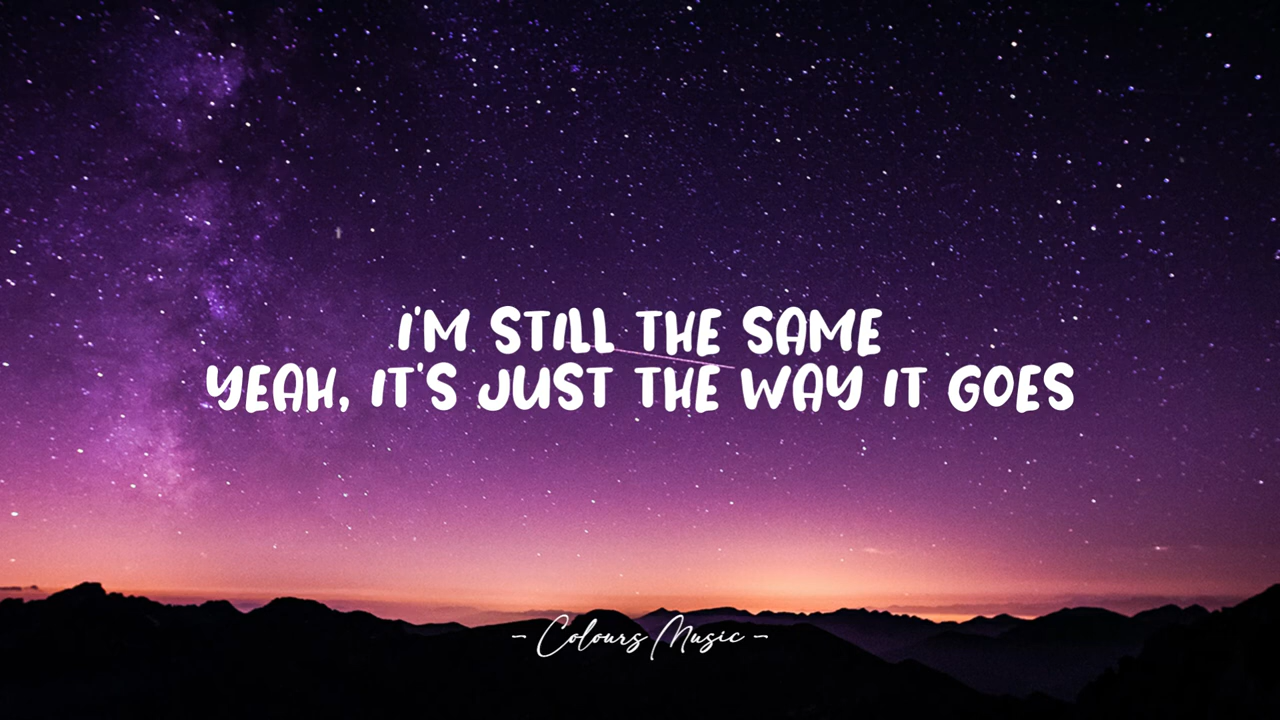 I'M STILL THE SAME
YEAH, IT'S JUST THE WAY IT GOES
- Colours Music -